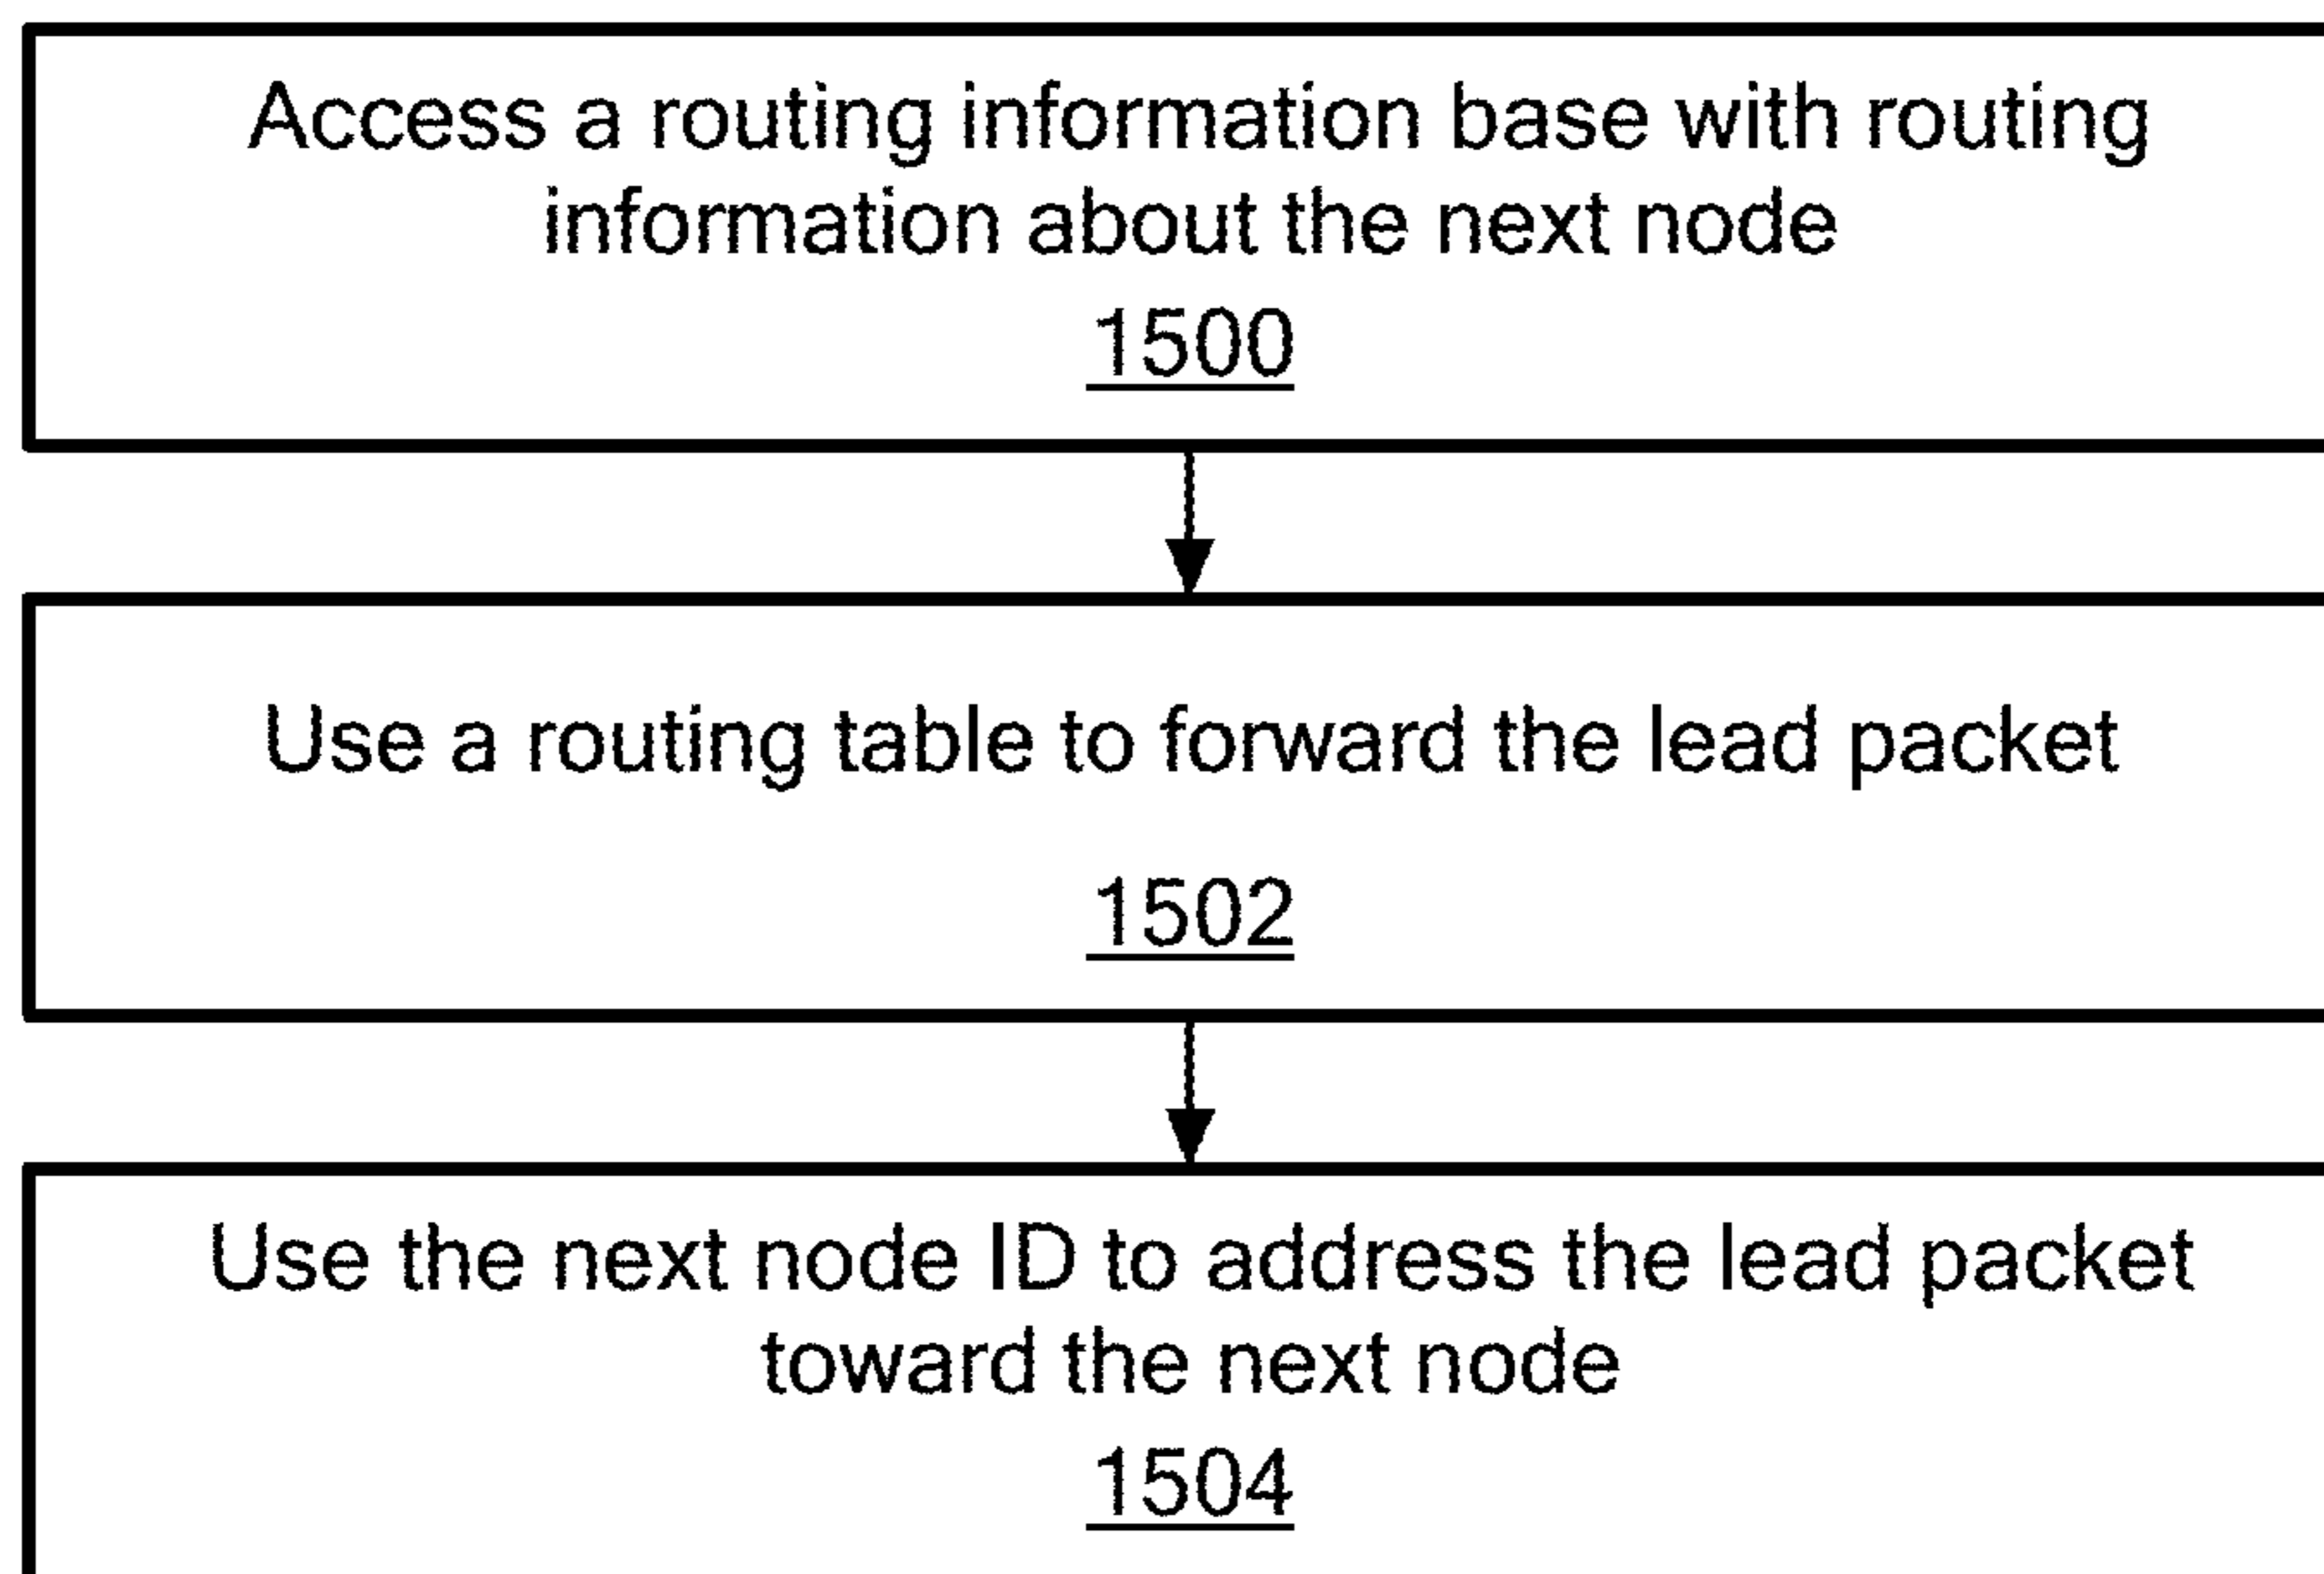 Access a routing information base with routing
information about the next node
1500
Use a routing table to forward the lead packet
1502
Use the next node ID to address the lead packet
toward the next node
1504